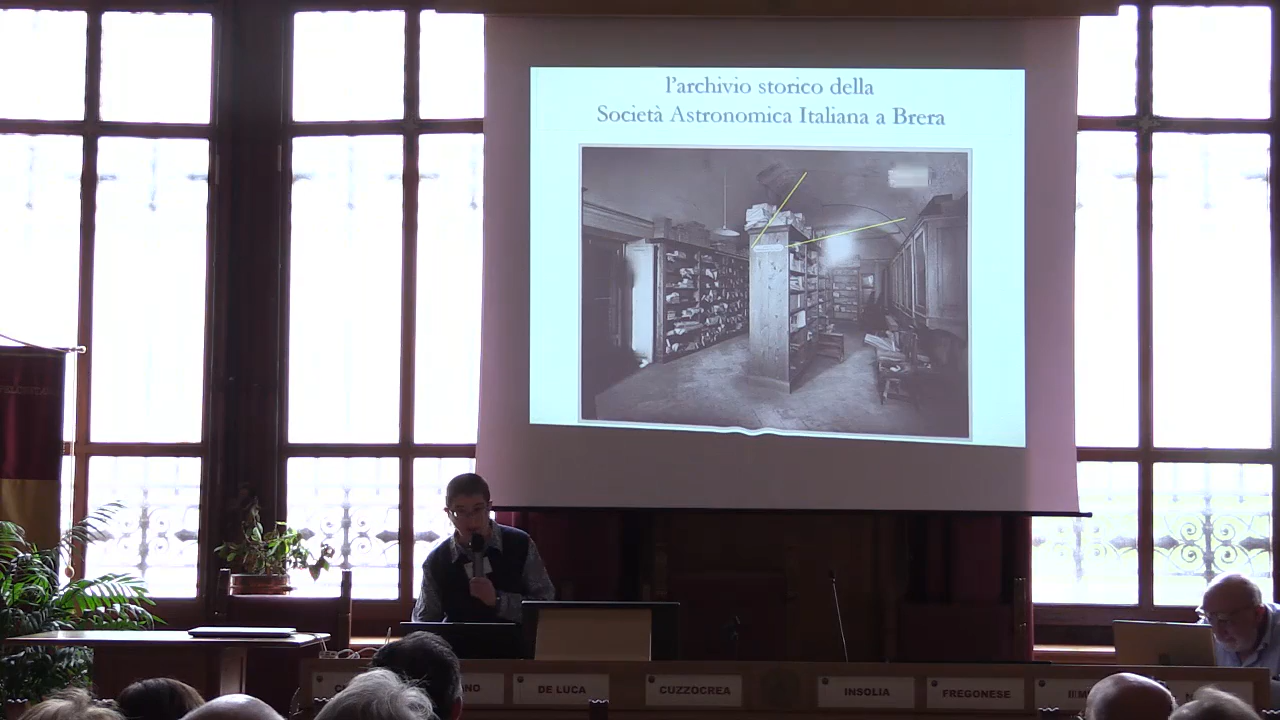 l'archivio storico della
Società Astronomica Italiana a Brera
DE LUCA
CUZZOCREA
INSOLIA
FREGONESE